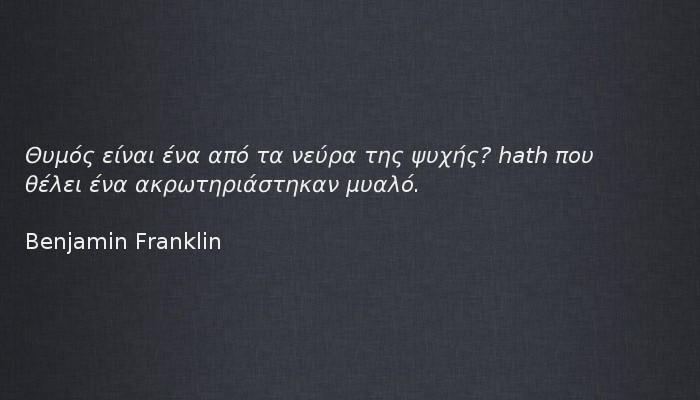 Θυμός είναι ένα από τα νεύρα της ψυχής? hath που
θέλει ένα ακρωτηριάστηκαν μυαλό.
Benjamin Franklin